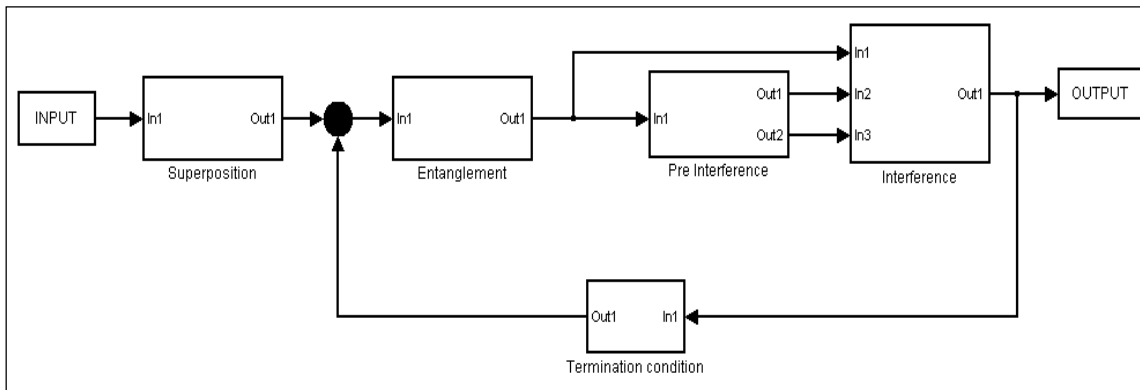 INPUT
In1
Out1
Superposition
In1
Out1
Entanglement
In1
Out1
Out2
Pre Interference
In1
In2
In3
Out1
Interference
OUTPUT
Out1
In1
Termination condition